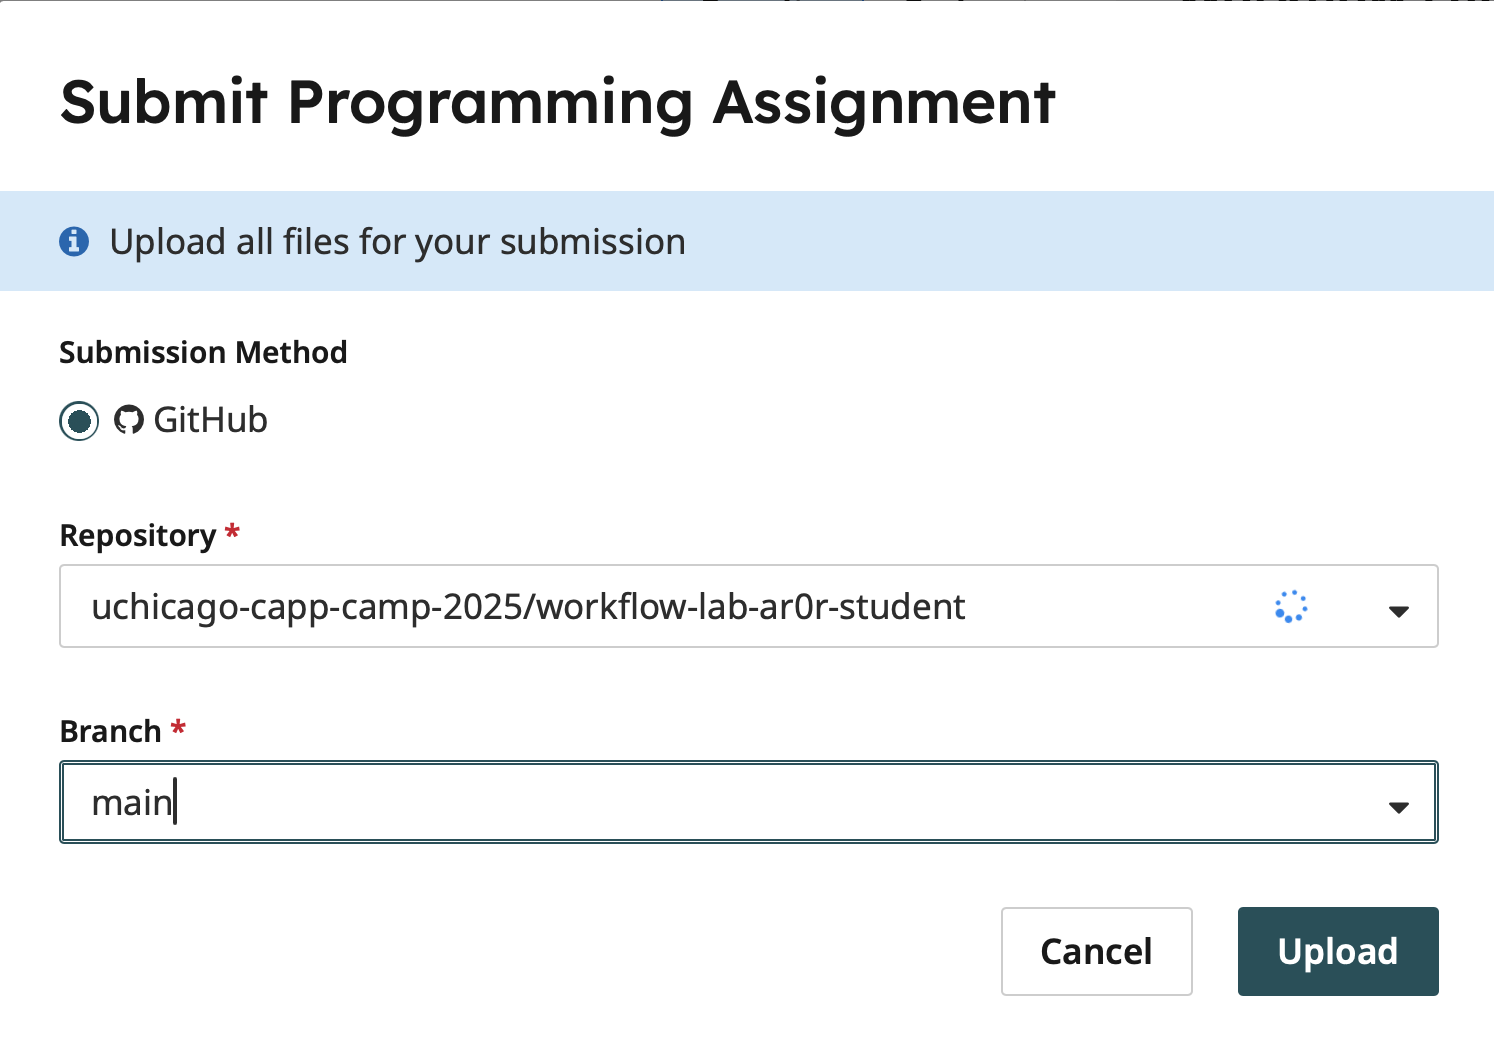 Submit Programming Assignment
Upload all files for your submission
Submission Method
GitHub
Repository *
uchicago-capp-camp-2025/workflow-lab-ar0r-student
Branch *
main
Cancel
Upload